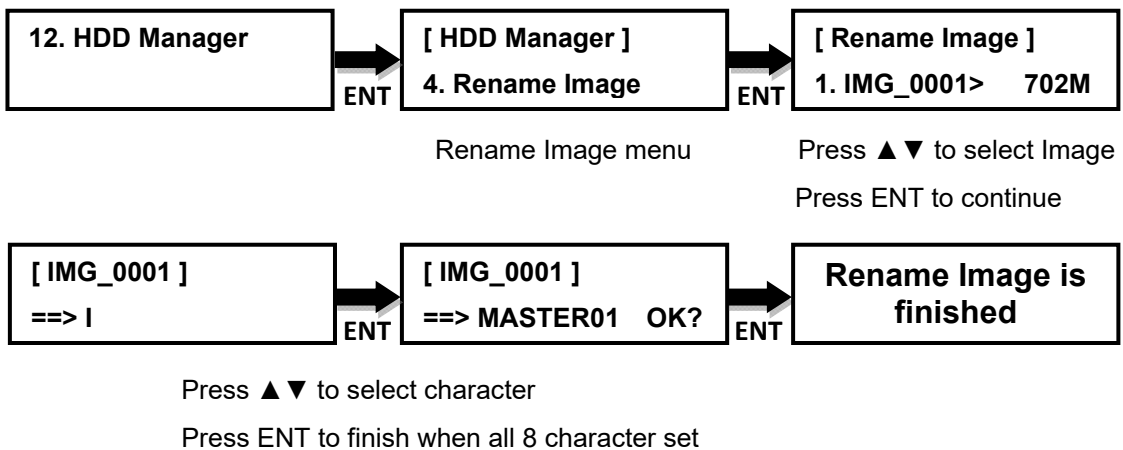 12. HDD Manager
ENT
[ HDD Manager ]
4. Rename Image
ENT
[ Rename Image ]
1. IMG_0001> 702M
Rename Image menu
Press ▲▼ to select Image
Press ENT to continue
[ IMG_0001 ]
==> I
ENT
[ IMG_0001 ]
==> MASTER01 OK?
ENT
Rename Image is
finished
Press ▲▼ to select character
Press ENT to finish when all 8 character set